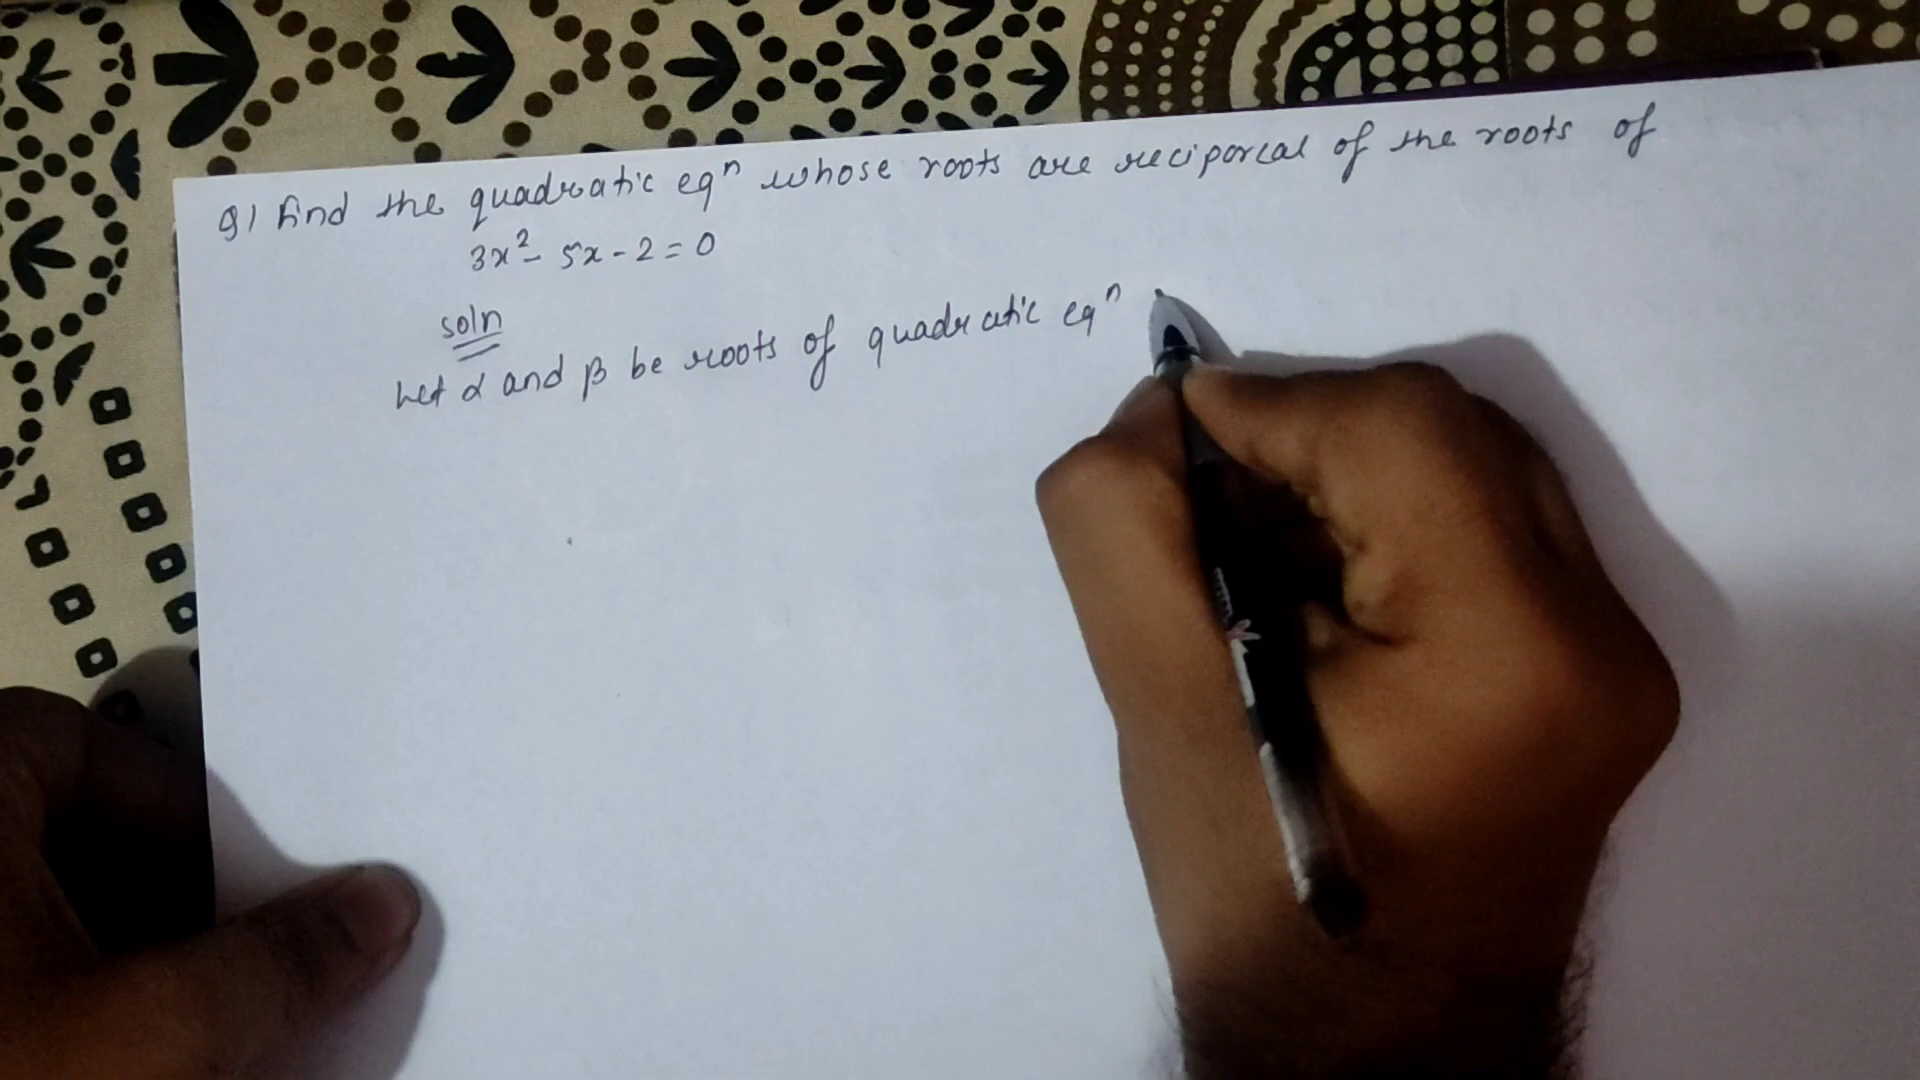 Q1 Find the quadratic eqⁿ whose roots are reciporcal of the roots of
3x² - 5x - 2 = 0
soln
Let α and β be roots of quadratic eqⁿ